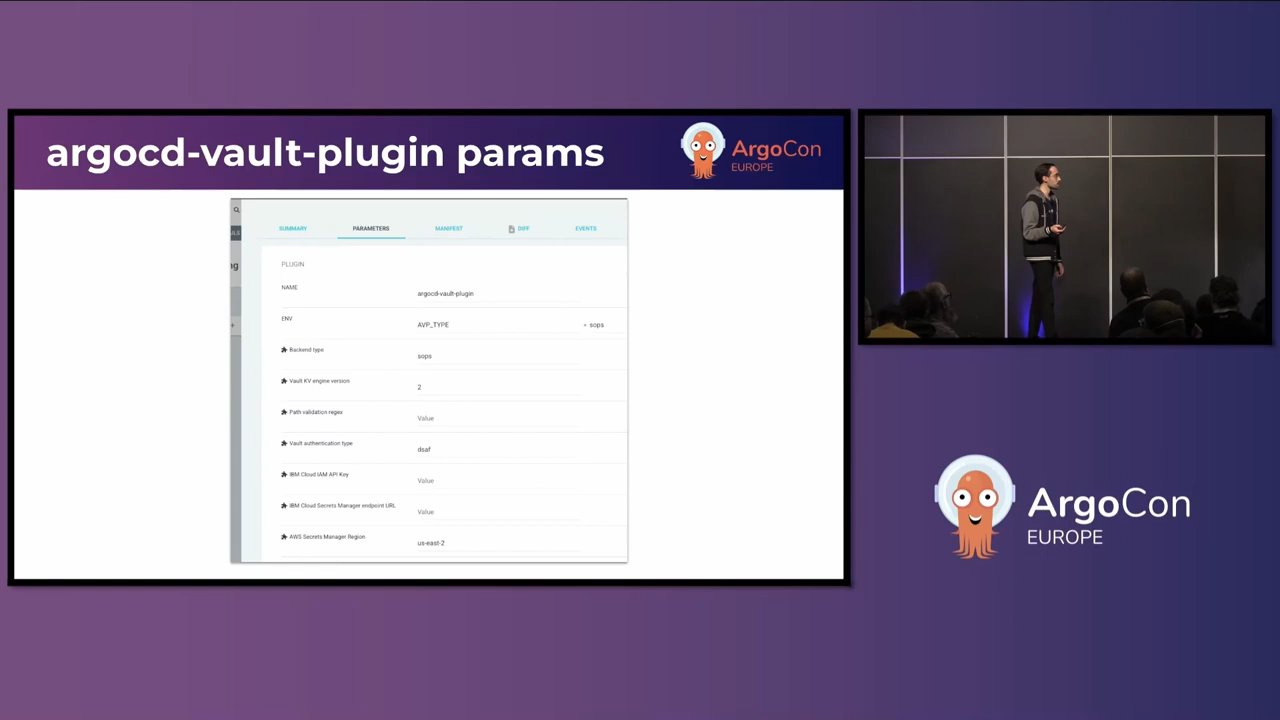 argocd-vault-plugin params
ArgoCon
EUROPE
SUMMARY
PARAMETERS
MANIFEST
DIFF
EVENTS
PLUGIN
NAME
argocd-vault-plugin
ENV
AVP_TYPE
= sops
Backend type
sops
Vault KV engine version
2
Path validation regex
Value
Vault authentication type
dsaf
IBM Cloud IAM API Key
Value
IBM Cloud Secrets Manager endpoint URL
Value
AWS Secrets Manager Region
us-east-2
ArgoCon
EUROPE